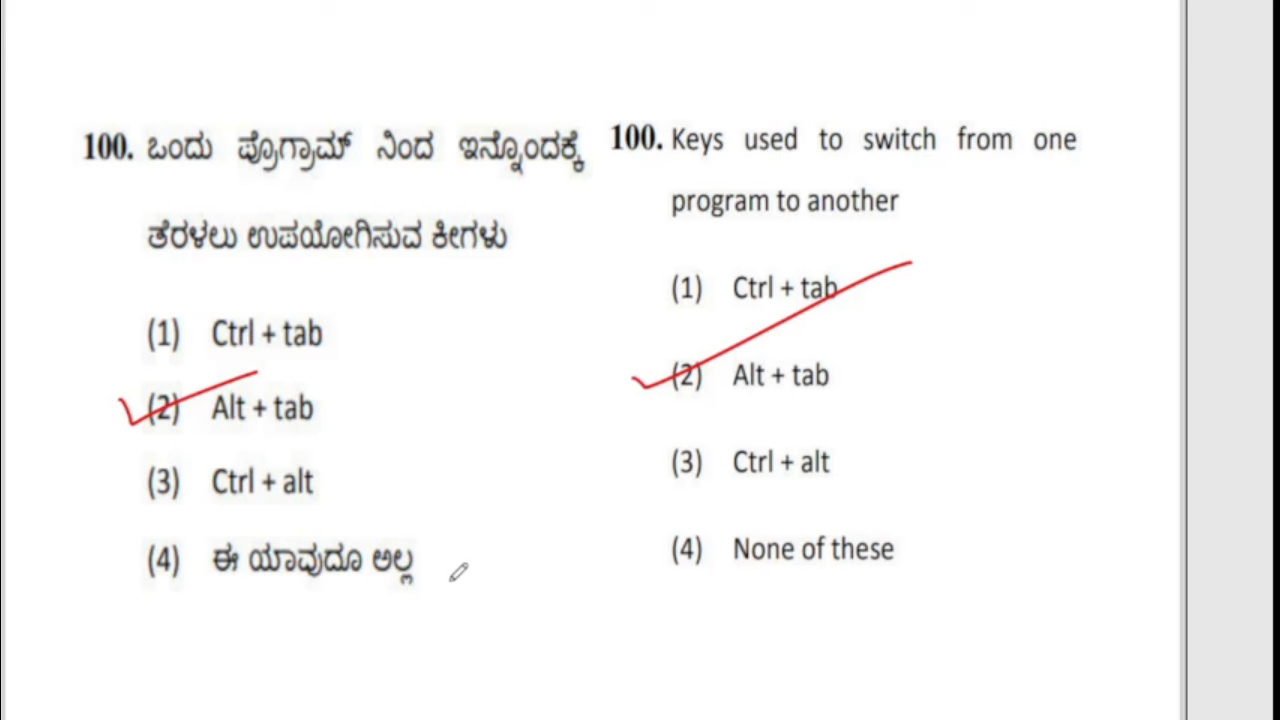 100. ಒಂದು ಪ್ರೊಗ್ರಾಮ್ ನಿಂದ ಇನ್ನೊಂದಕ್ಕೆ
ತೆರಳಲು ಉಪಯೋಗಿಸುವ ಕೀಗಳು
(1) Ctrl + tab
(2) Alt + tab
(3) Ctrl + alt
(4) ಈ ಯಾವುದೂ ಅಲ್ಲ
100. Keys used to switch from one
program to another
(1) Ctrl + tab
(2) Alt + tab
(3) Ctrl + alt
(4) None of these